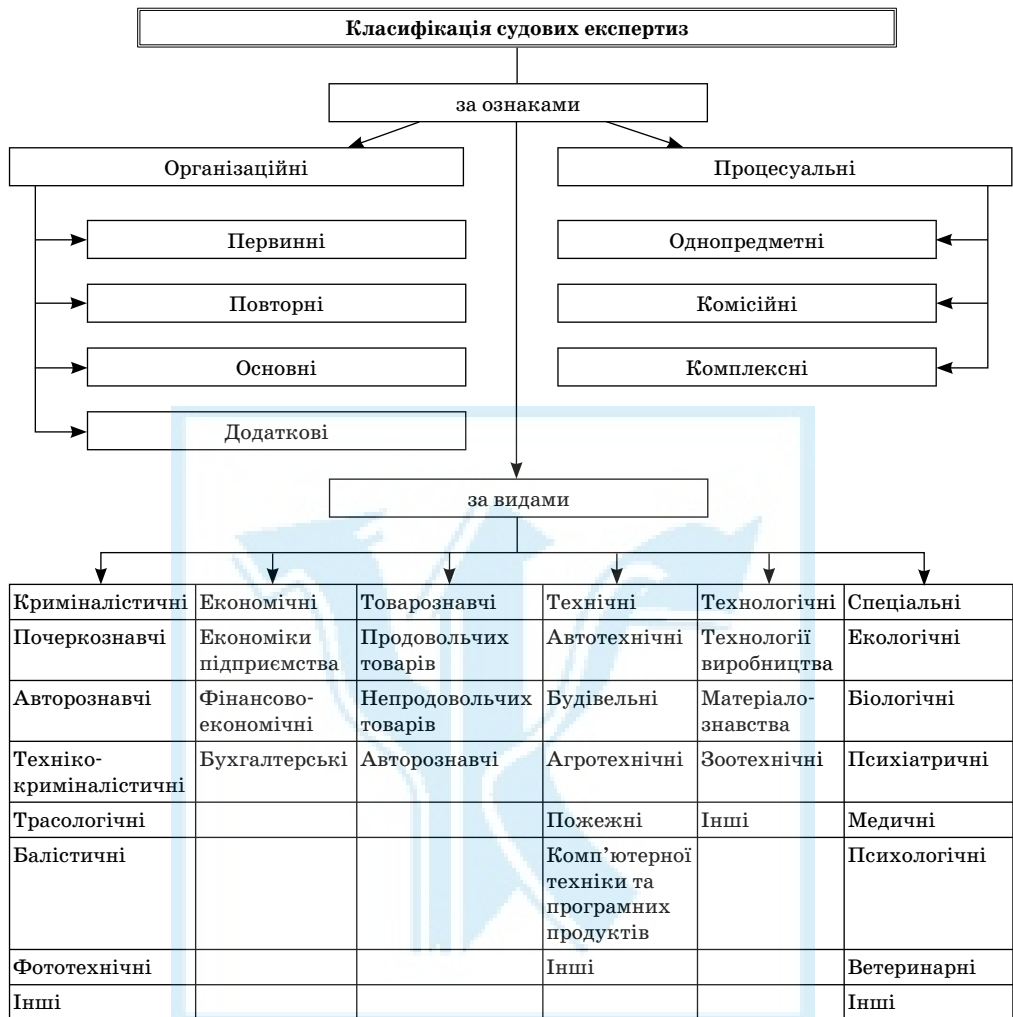 Класифікація судових експертиз
за ознаками
Організаційні
Процесуальні
Первинні
Однопредметні
Повторні
Комісійні
Основні
Комплексні
Додаткові
за видами
Криміналістичні Економічні Товарознавчі Технічні Технологічні Спеціальні
Почеркознавчі Економіки Продовольчих Автотехнічні Технології Екологічні
підприємства товарів виробництва
Авторознавчі Фінансово- Непродовольчих Будівельні Матеріало- Біологічні
економічні товарів знавства
Техніко- Бухгалтерські Авторознавчі Агротехнічні Зоотехнічні Психіатричні
криміналістичні
Трасологічні Пожежні Інші Медичні
Балістичні Комп’ютерної Психологічні
техніки та
програмних
продуктів
Фототехнічні Інші Ветеринарні
Інші Інші